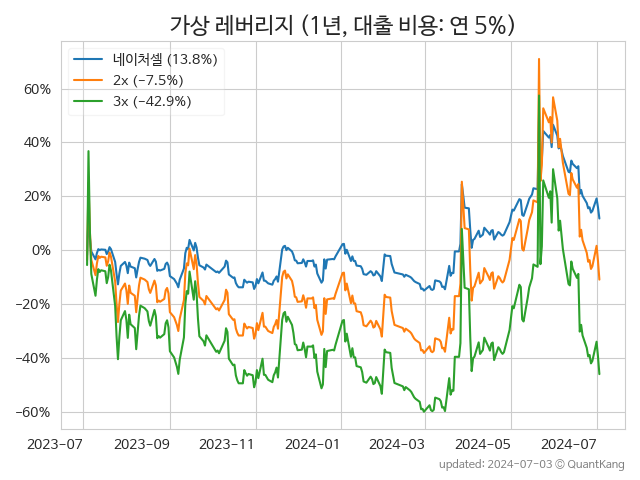 가상 레버리지 (1년, 대출 비용: 연 5%)
네이처셀 (13.8%)
2x (−7.5%)
3x (−42.9%)
60%
40%
20%
0%
−20%
−40%
−60%
2023-07 2023-09 2023-11 2024-01 2024-03 2024-05 2024-07
updated: 2024-07-03 © QuantKang